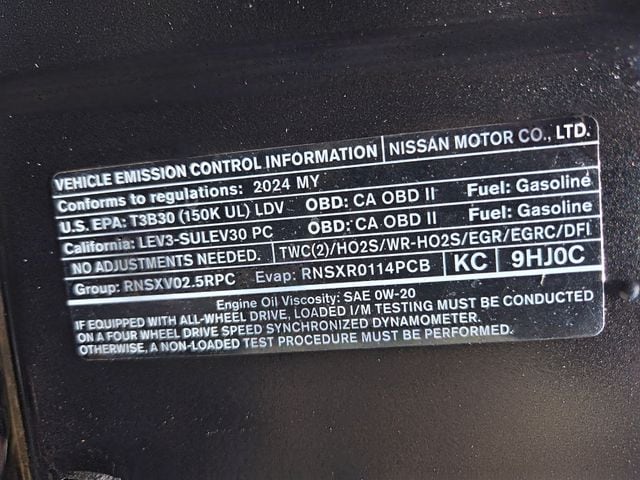 VEHICLE EMISSION CONTROL INFORMATION NISSAN MOTOR CO., LTD.
Conforms to regulations: 2024 MY
U.S. EPA: T3B30 (150K UL) LDV OBD: CA OBD II Fuel: Gasoline
California: LEV3-SULEV30 PC OBD: CA OBD II Fuel: Gasoline
NO ADJUSTMENTS NEEDED. TWC(2)/HO2S/WR-HO2S/EGR/EGRC/DFI
Group: RNSXV02.5RPC Evap: RNSXR0114PCB KC 9HJ0C
Engine Oil Viscosity: SAE 0W-20
IF EQUIPPED WITH ALL-WHEEL DRIVE, LOADED I/M TESTING MUST BE CONDUCTED
ON A FOUR WHEEL DRIVE SPEED SYNCHRONIZED DYNAMOMETER.
OTHERWISE, A NON-LOADED TEST PROCEDURE MUST BE PERFORMED.